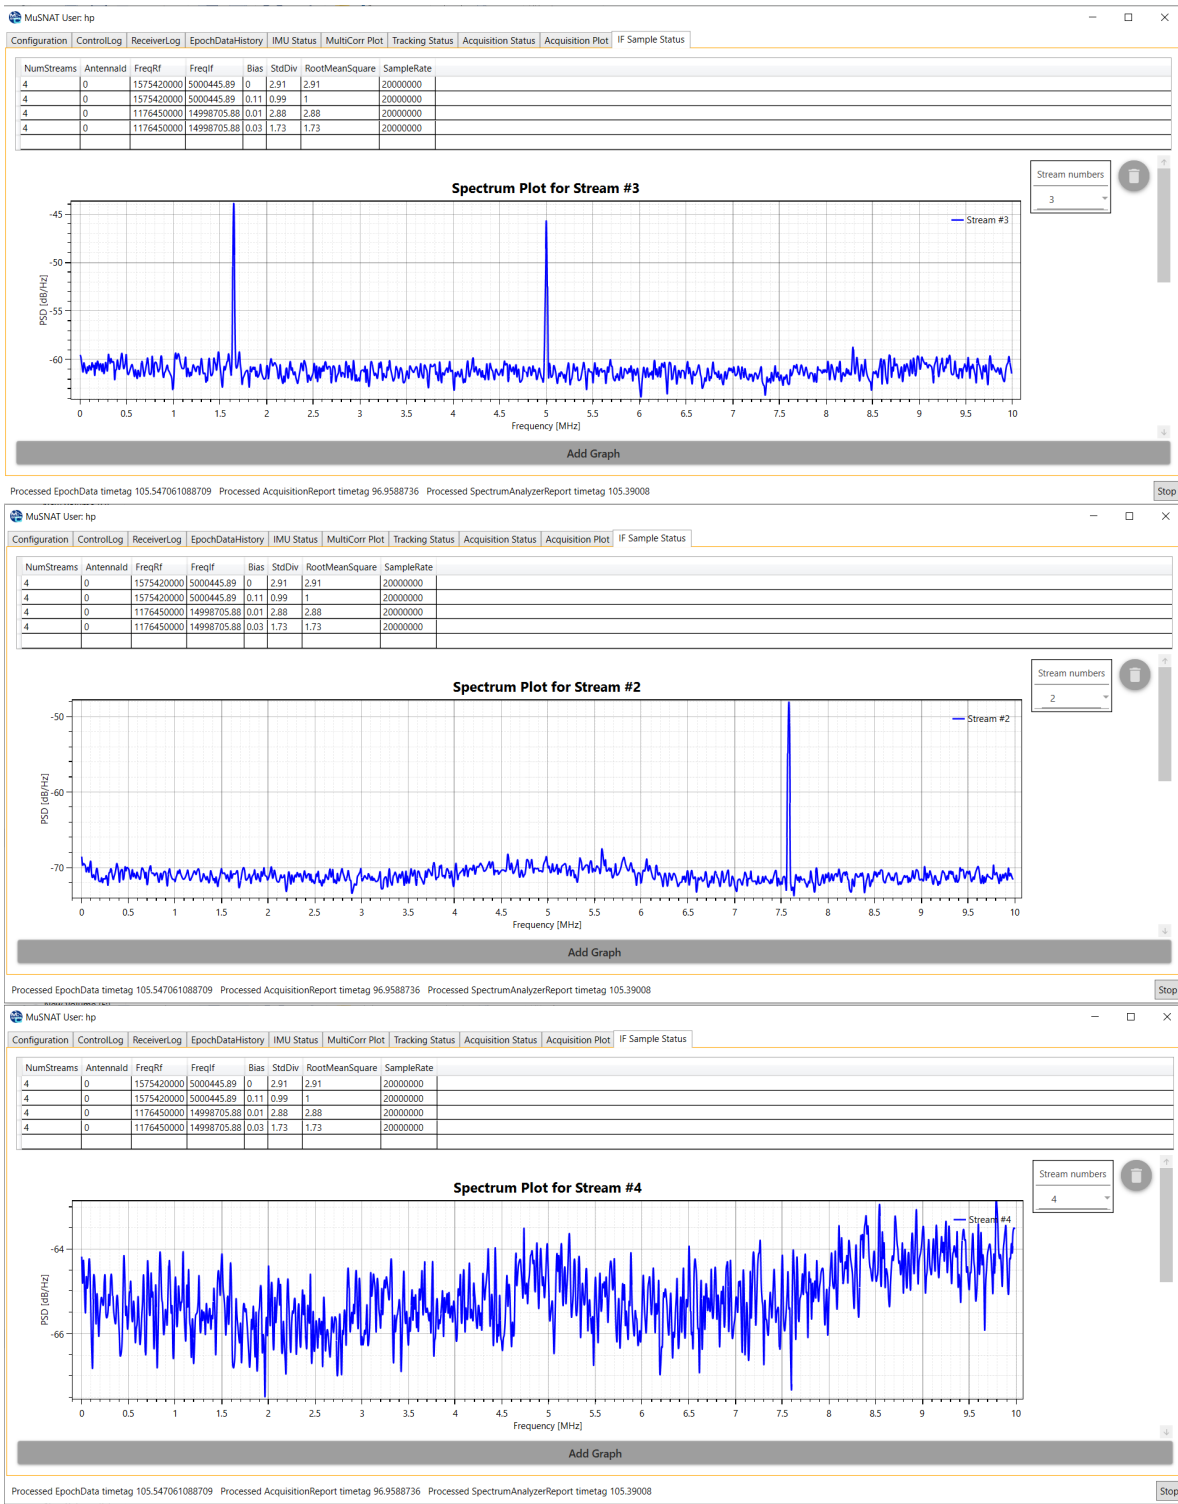 MuSNAT User: hp
Configuration ControlLog ReceiverLog EpochDataHistory IMU Status MultiCorr Plot Tracking Status Acquisition Status Acquisition Plot IF Sample Status
NumStreams AntennaId FreqRf FreqIf Bias StdDiv RootMeanSquare SampleRate
4 0 1575420000 5000445.89 0 2.91 2.91 20000000
4 0 1575420000 5000445.89 0.11 0.99 1 20000000
4 0 1176450000 14998705.88 0.01 2.88 2.88 20000000
4 0 1176450000 14998705.88 0.03 1.73 1.73 20000000
Stream numbers
3
Spectrum Plot for Stream #3
Stream #3
-45
-50
-55
-60
PSD [dB/Hz]
0 0.5 1 1.5 2 2.5 3 3.5 4 4.5 5 5.5 6 6.5 7 7.5 8 8.5 9 9.5 10
Frequency [MHz]
Add Graph
Processed EpochData timetag 105.547061088709 Processed AcquisitionReport timetag 96.9588736 Processed SpectrumAnalyzerReport timetag 105.39008
Stop
MuSNAT User: hp
Configuration ControlLog ReceiverLog EpochDataHistory IMU Status MultiCorr Plot Tracking Status Acquisition Status Acquisition Plot IF Sample Status
NumStreams AntennaId FreqRf FreqIf Bias StdDiv RootMeanSquare SampleRate
4 0 1575420000 5000445.89 0 2.91 2.91 20000000
4 0 1575420000 5000445.89 0.11 0.99 1 20000000
4 0 1176450000 14998705.88 0.01 2.88 2.88 20000000
4 0 1176450000 14998705.88 0.03 1.73 1.73 20000000
Stream numbers
2
Spectrum Plot for Stream #2
Stream #2
-50
-60
-70
PSD [dB/Hz]
0 0.5 1 1.5 2 2.5 3 3.5 4 4.5 5 5.5 6 6.5 7 7.5 8 8.5 9 9.5 10
Frequency [MHz]
Add Graph
Processed EpochData timetag 105.547061088709 Processed AcquisitionReport timetag 96.9588736 Processed SpectrumAnalyzerReport timetag 105.39008
Stop
MuSNAT User: hp
Configuration ControlLog ReceiverLog EpochDataHistory IMU Status MultiCorr Plot Tracking Status Acquisition Status Acquisition Plot IF Sample Status
NumStreams AntennaId FreqRf FreqIf Bias StdDiv RootMeanSquare SampleRate
4 0 1575420000 5000445.89 0 2.91 2.91 20000000
4 0 1575420000 5000445.89 0.11 0.99 1 20000000
4 0 1176450000 14998705.88 0.01 2.88 2.88 20000000
4 0 1176450000 14998705.88 0.03 1.73 1.73 20000000
Stream numbers
4
Spectrum Plot for Stream #4
Stream #4
-64
-66
PSD [dB/Hz]
0 0.5 1 1.5 2 2.5 3 3.5 4 4.5 5 5.5 6 6.5 7 7.5 8 8.5 9 9.5 10
Frequency [MHz]
Add Graph
Processed EpochData timetag 105.547061088709 Processed AcquisitionReport timetag 96.9588736 Processed SpectrumAnalyzerReport timetag 105.39008
Stop